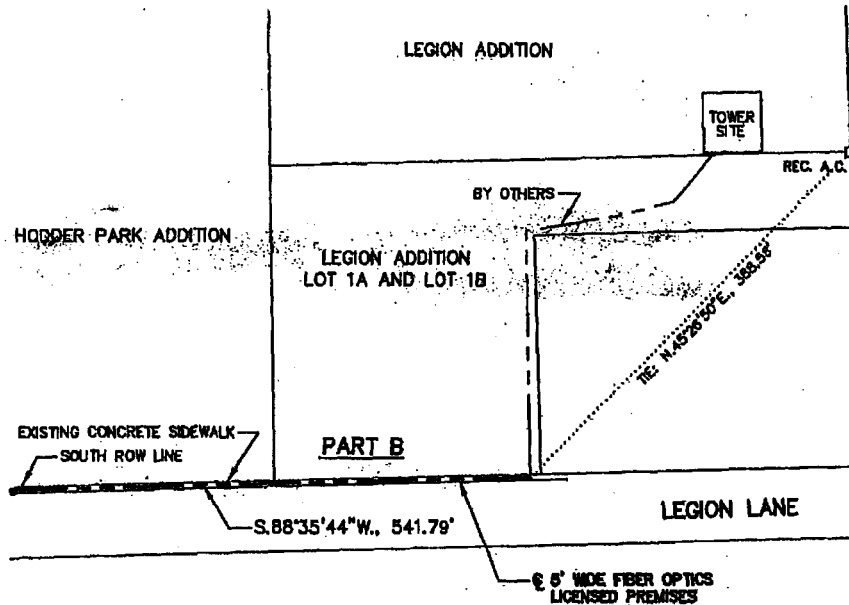 LEGION ADDITION
TOWER
SITE
REC. A.C.
BY OTHERS
HODDER PARK ADDITION
LEGION ADDITION
LOT 1A AND LOT 1B
TIE: N.45°26'50"E., 368.58'
EXISTING CONCRETE SIDEWALK
SOUTH ROW LINE
PART B
S.88°35'44"W., 541.79'
LEGION LANE
℄ 5' WIDE FIBER OPTICS
LICENSED PREMISES